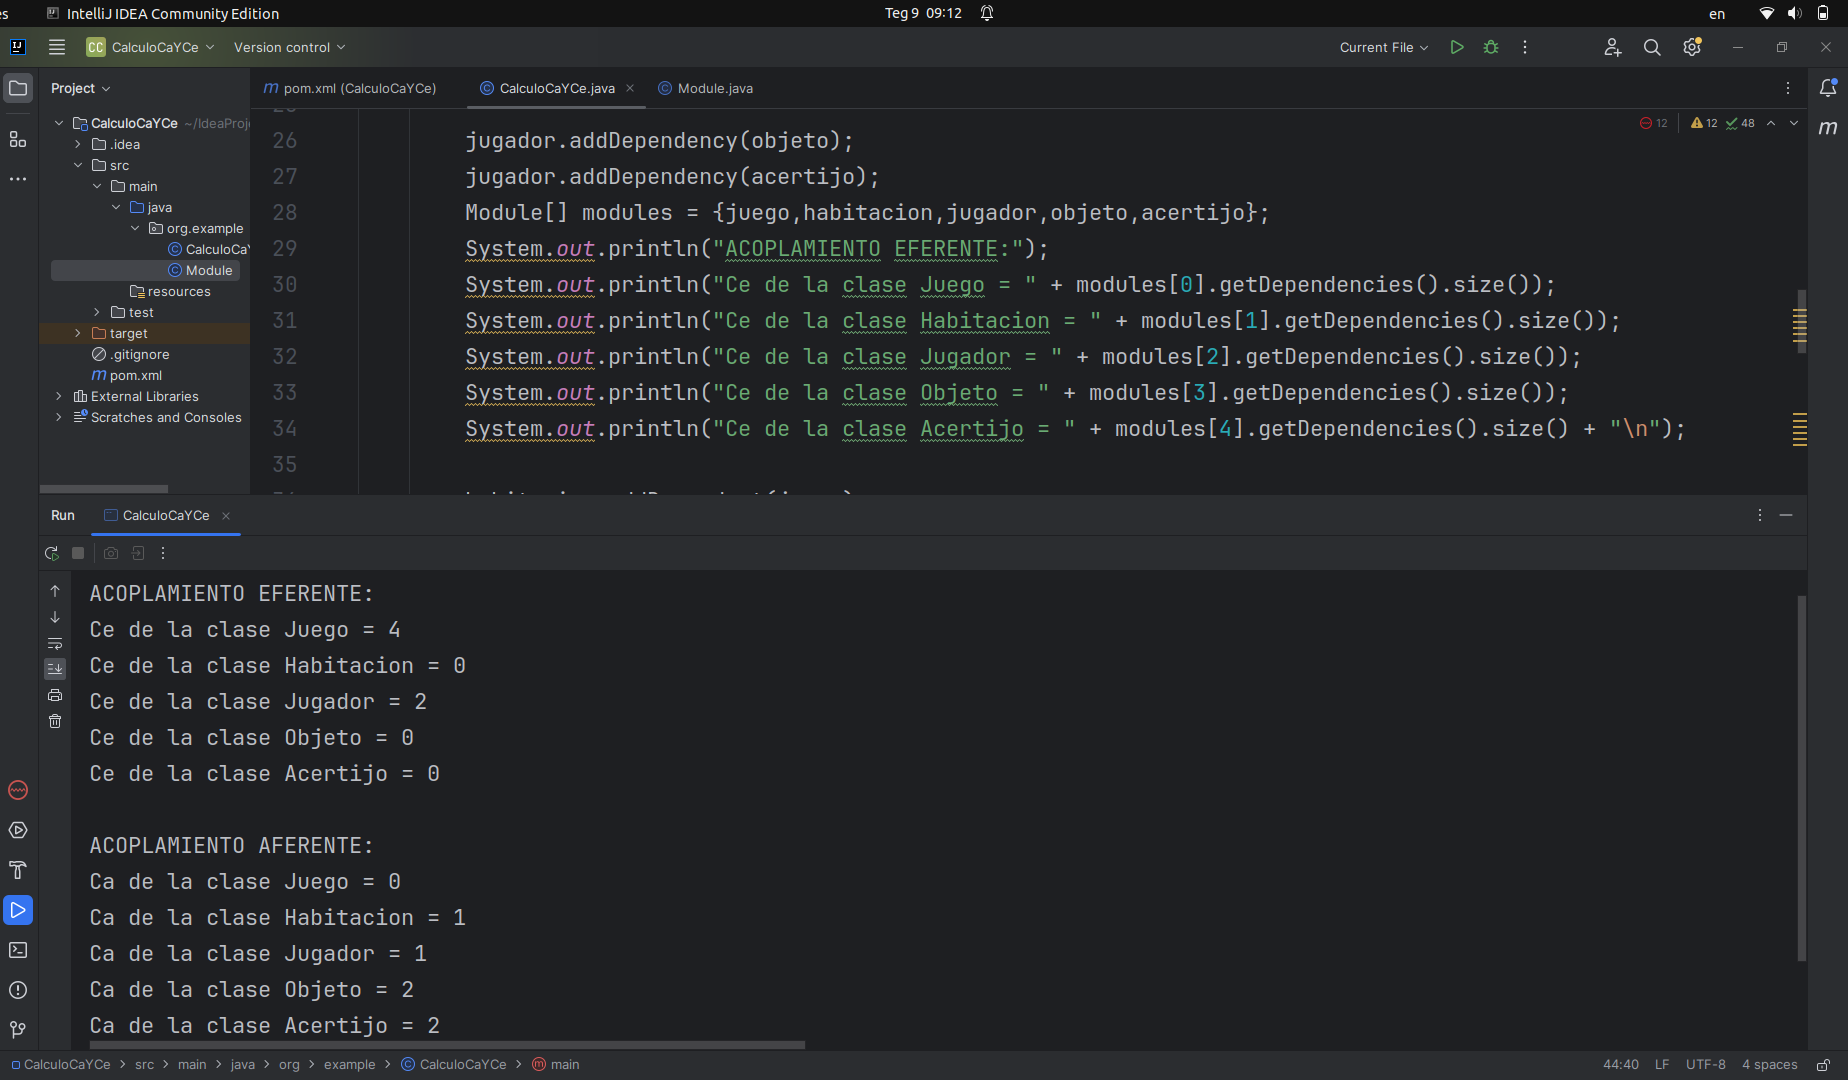 es IntelliJ IDEA Community Edition Teg 9 09:12 en
CC CalculoCaYCe Version control Current File
Project
pom.xml (CalculoCaYCe) CalculoCaYCe.java Module.java
CalculoCaYCe ~/IdeaProj
.idea
src
main
java
org.example
CalculoCaY
Module
resources
test
target
.gitignore
pom.xml
External Libraries
Scratches and Consoles
12 12 48
26 jugador.addDependency(objeto);
27 jugador.addDependency(acertijo);
28 Module[] modules = {juego,habitacion,jugador,objeto,acertijo};
29 System.out.println("ACOPLAMIENTO EFERENTE:");
30 System.out.println("Ce de la clase Juego = " + modules[0].getDependencies().size());
31 System.out.println("Ce de la clase Habitacion = " + modules[1].getDependencies().size());
32 System.out.println("Ce de la clase Jugador = " + modules[2].getDependencies().size());
33 System.out.println("Ce de la clase Objeto = " + modules[3].getDependencies().size());
34 System.out.println("Ce de la clase Acertijo = " + modules[4].getDependencies().size() + "\n");
35
Run CalculoCaYCe
ACOPLAMIENTO EFERENTE:
Ce de la clase Juego = 4
Ce de la clase Habitacion = 0
Ce de la clase Jugador = 2
Ce de la clase Objeto = 0
Ce de la clase Acertijo = 0
ACOPLAMIENTO AFERENTE:
Ca de la clase Juego = 0
Ca de la clase Habitacion = 1
Ca de la clase Jugador = 1
Ca de la clase Objeto = 2
Ca de la clase Acertijo = 2
CalculoCaYCe > src > main > java > org > example > CalculoCaYCe > main 44:40 LF UTF-8 4 spaces